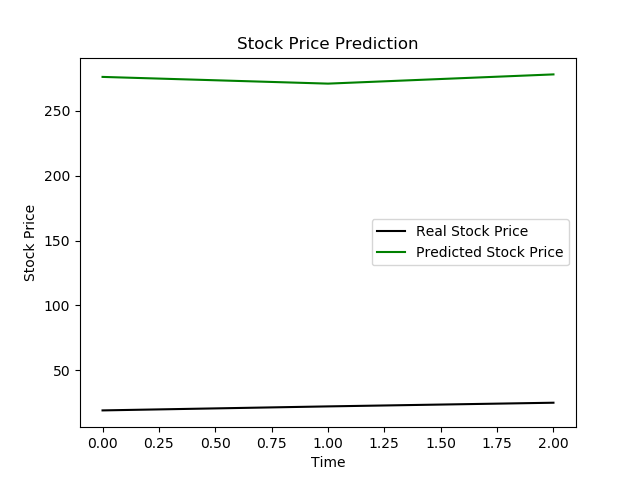 Stock Price Prediction
250
200
150
100
50
Stock Price
Real Stock Price
Predicted Stock Price
0.00 0.25 0.50 0.75 1.00 1.25 1.50 1.75 2.00
Time